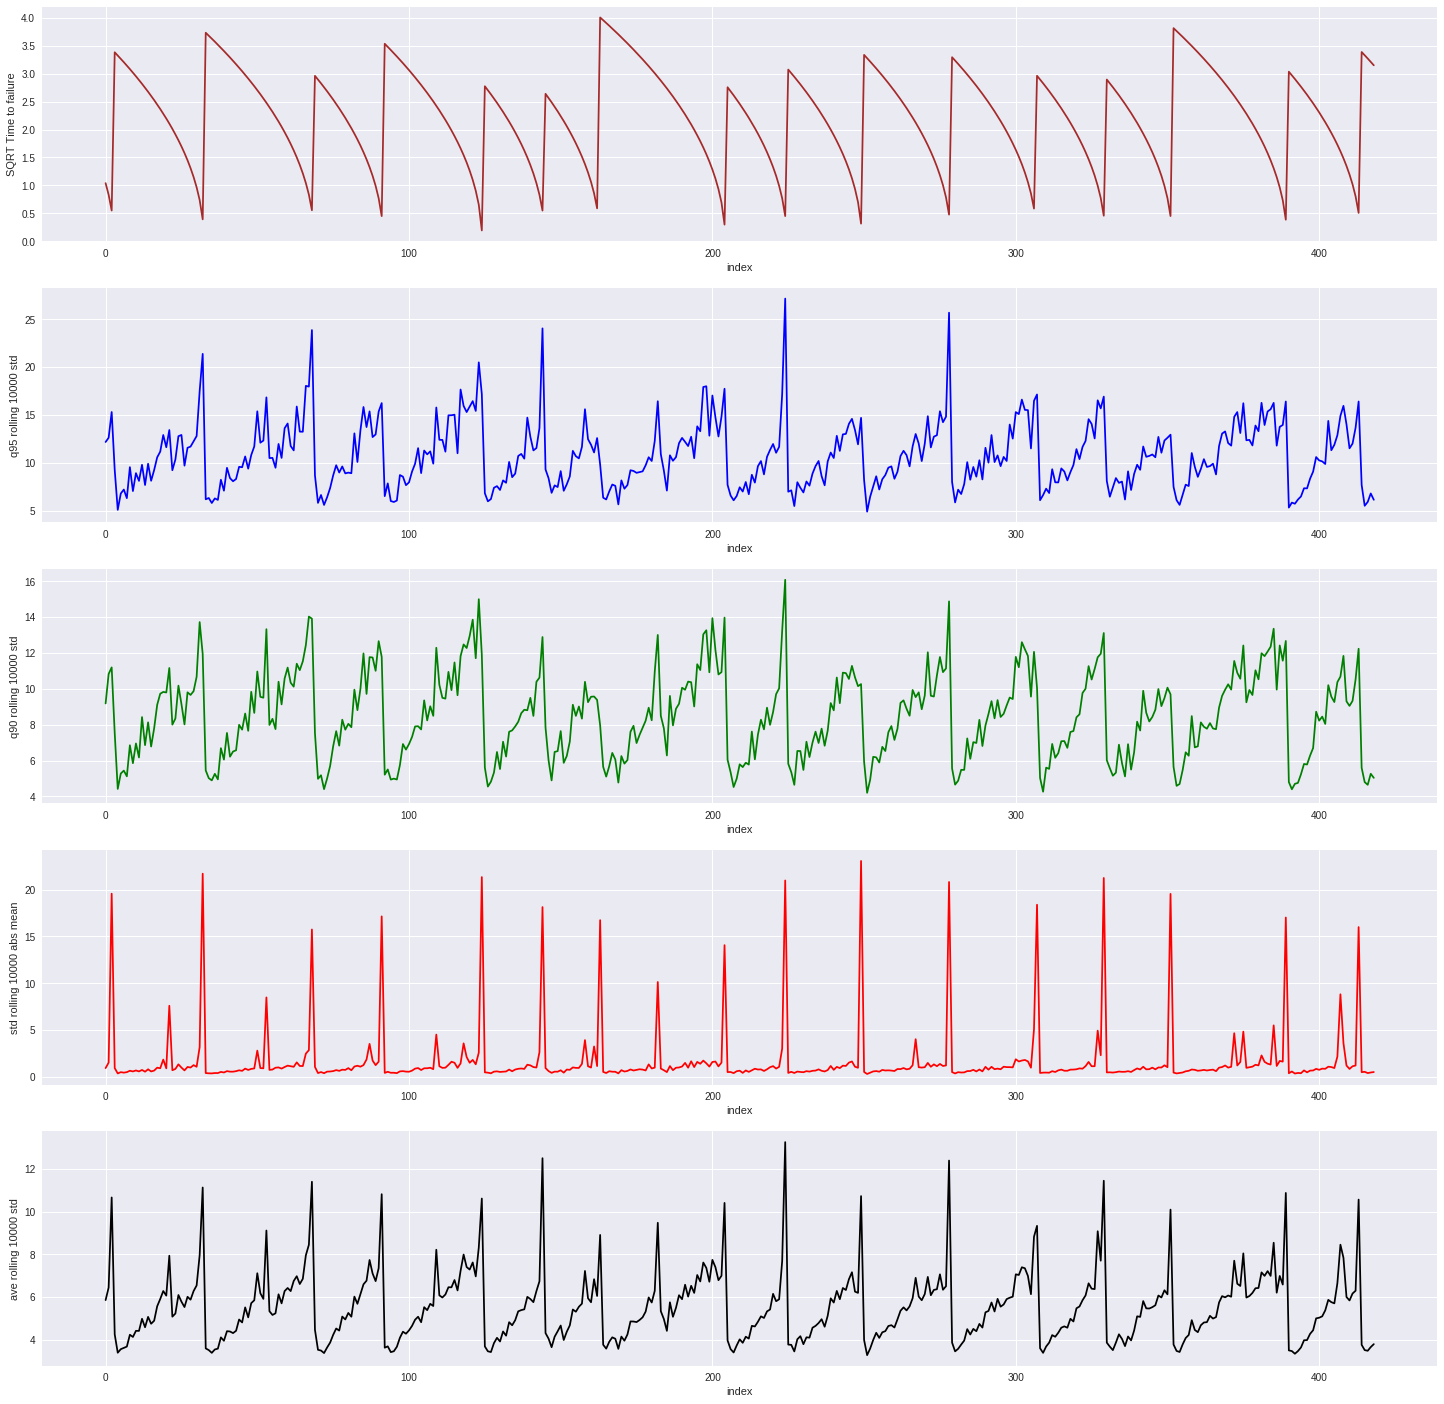 SQRT Time to failure
4.0
3.5
3.0
2.5
2.0
1.5
1.0
0.5
0.0
0 100 200 300 400
index
q95 rolling 10000 std
25
20
15
10
5
0 100 200 300 400
index
q90 rolling 10000 std
16
14
12
10
8
6
4
0 100 200 300 400
index
std rolling 10000 abs mean
20
15
10
5
0
0 100 200 300 400
index
ave rolling 10000 std
12
10
8
6
4
0 100 200 300 400
index